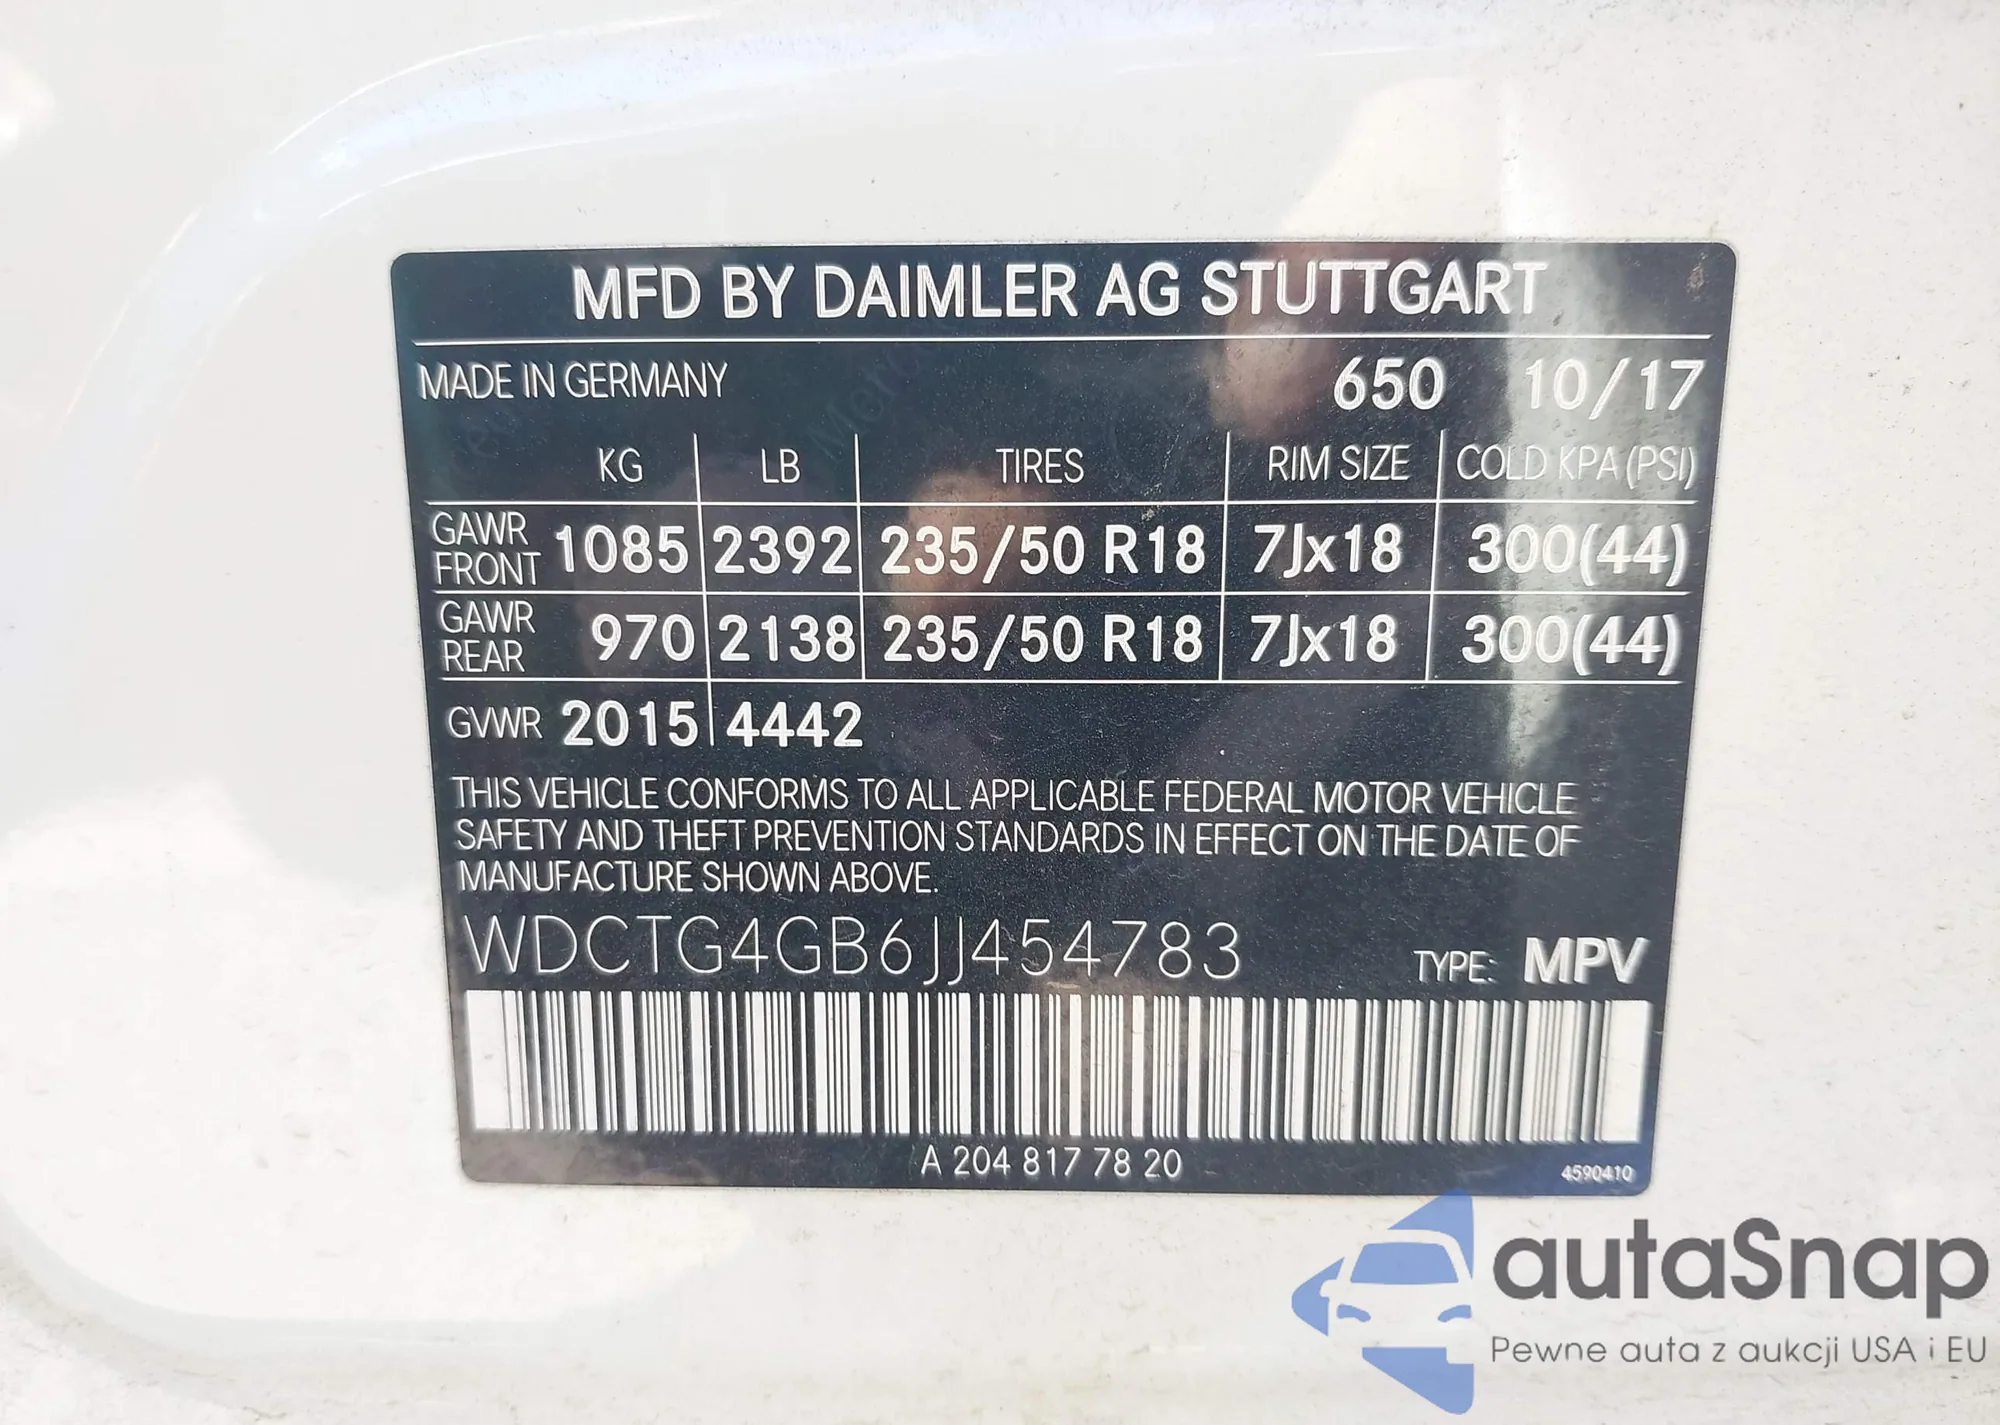 MFD BY DAIMLER AG STUTTGART
MADE IN GERMANY 650 10/17
KG LB TIRES RIM SIZE COLD KPA (PSI)
GAWR FRONT 1085 2392 235/50 R18 7Jx18 300(44)
GAWR REAR 970 2138 235/50 R18 7Jx18 300(44)
GVWR 2015 4442
THIS VEHICLE CONFORMS TO ALL APPLICABLE FEDERAL MOTOR VEHICLE
SAFETY AND THEFT PREVENTION STANDARDS IN EFFECT ON THE DATE OF
MANUFACTURE SHOWN ABOVE.
WDCTG4GB6JJ454783 TYPE: MPV
A 204 817 78 20 4590410
autaSnap
Pewne auta z aukcji USA i EU